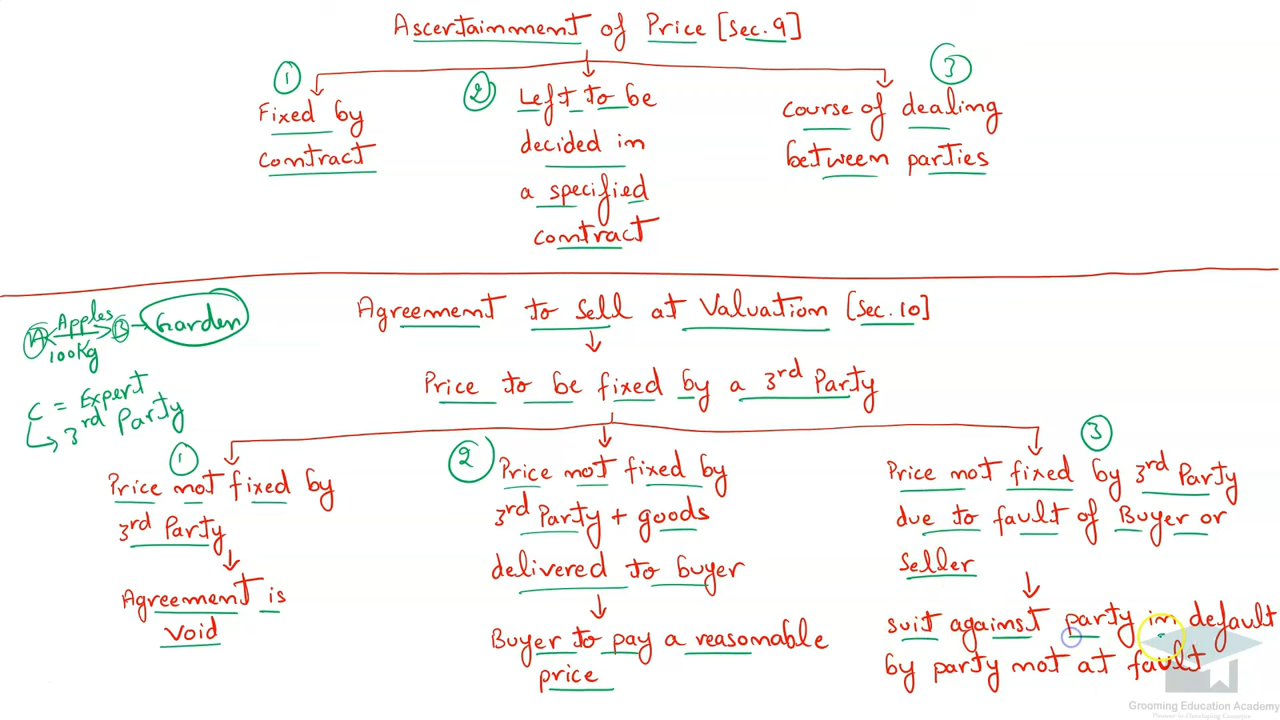 Ascertainment of Price [Sec. 9]
①
Fixed by
contract
②
Left to be
decided in
a specified
contract
③
course of dealing
between parties
Agreement to Sell at Valuation [Sec. 10]
Price to be fixed by a 3rd Party
A Apples B Garden
100Kg
C = Expert
3rd Party
①
Price not fixed by
3rd Party
Agreement is
void
②
Price not fixed by
3rd Party + goods
delivered to buyer
Buyer to pay a reasonable
price
③
Price not fixed by 3rd Party
due to fault of Buyer or
Seller
suit against party in default
by party not at fault
Grooming Education Academy